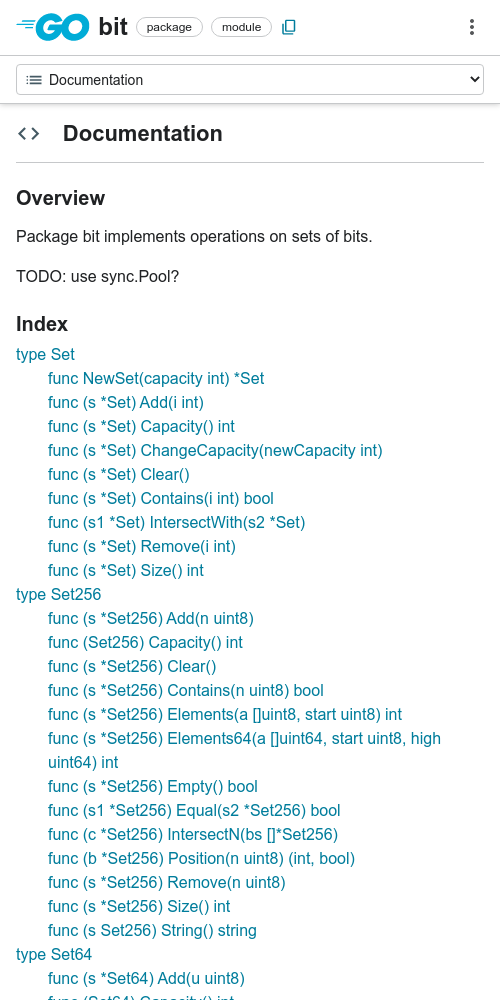 GO bit package module
Documentation
Documentation
Overview
Package bit implements operations on sets of bits.
TODO: use sync.Pool?
Index
type Set
func NewSet(capacity int) *Set
func (s *Set) Add(i int)
func (s *Set) Capacity() int
func (s *Set) ChangeCapacity(newCapacity int)
func (s *Set) Clear()
func (s *Set) Contains(i int) bool
func (s1 *Set) IntersectWith(s2 *Set)
func (s *Set) Remove(i int)
func (s *Set) Size() int
type Set256
func (s *Set256) Add(n uint8)
func (Set256) Capacity() int
func (s *Set256) Clear()
func (s *Set256) Contains(n uint8) bool
func (s *Set256) Elements(a []uint8, start uint8) int
func (s *Set256) Elements64(a []uint64, start uint8, high
uint64) int
func (s *Set256) Empty() bool
func (s1 *Set256) Equal(s2 *Set256) bool
func (c *Set256) IntersectN(bs []*Set256)
func (b *Set256) Position(n uint8) (int, bool)
func (s *Set256) Remove(n uint8)
func (s *Set256) Size() int
func (s Set256) String() string
type Set64
func (s *Set64) Add(u uint8)
func (Set64) Capacity() int